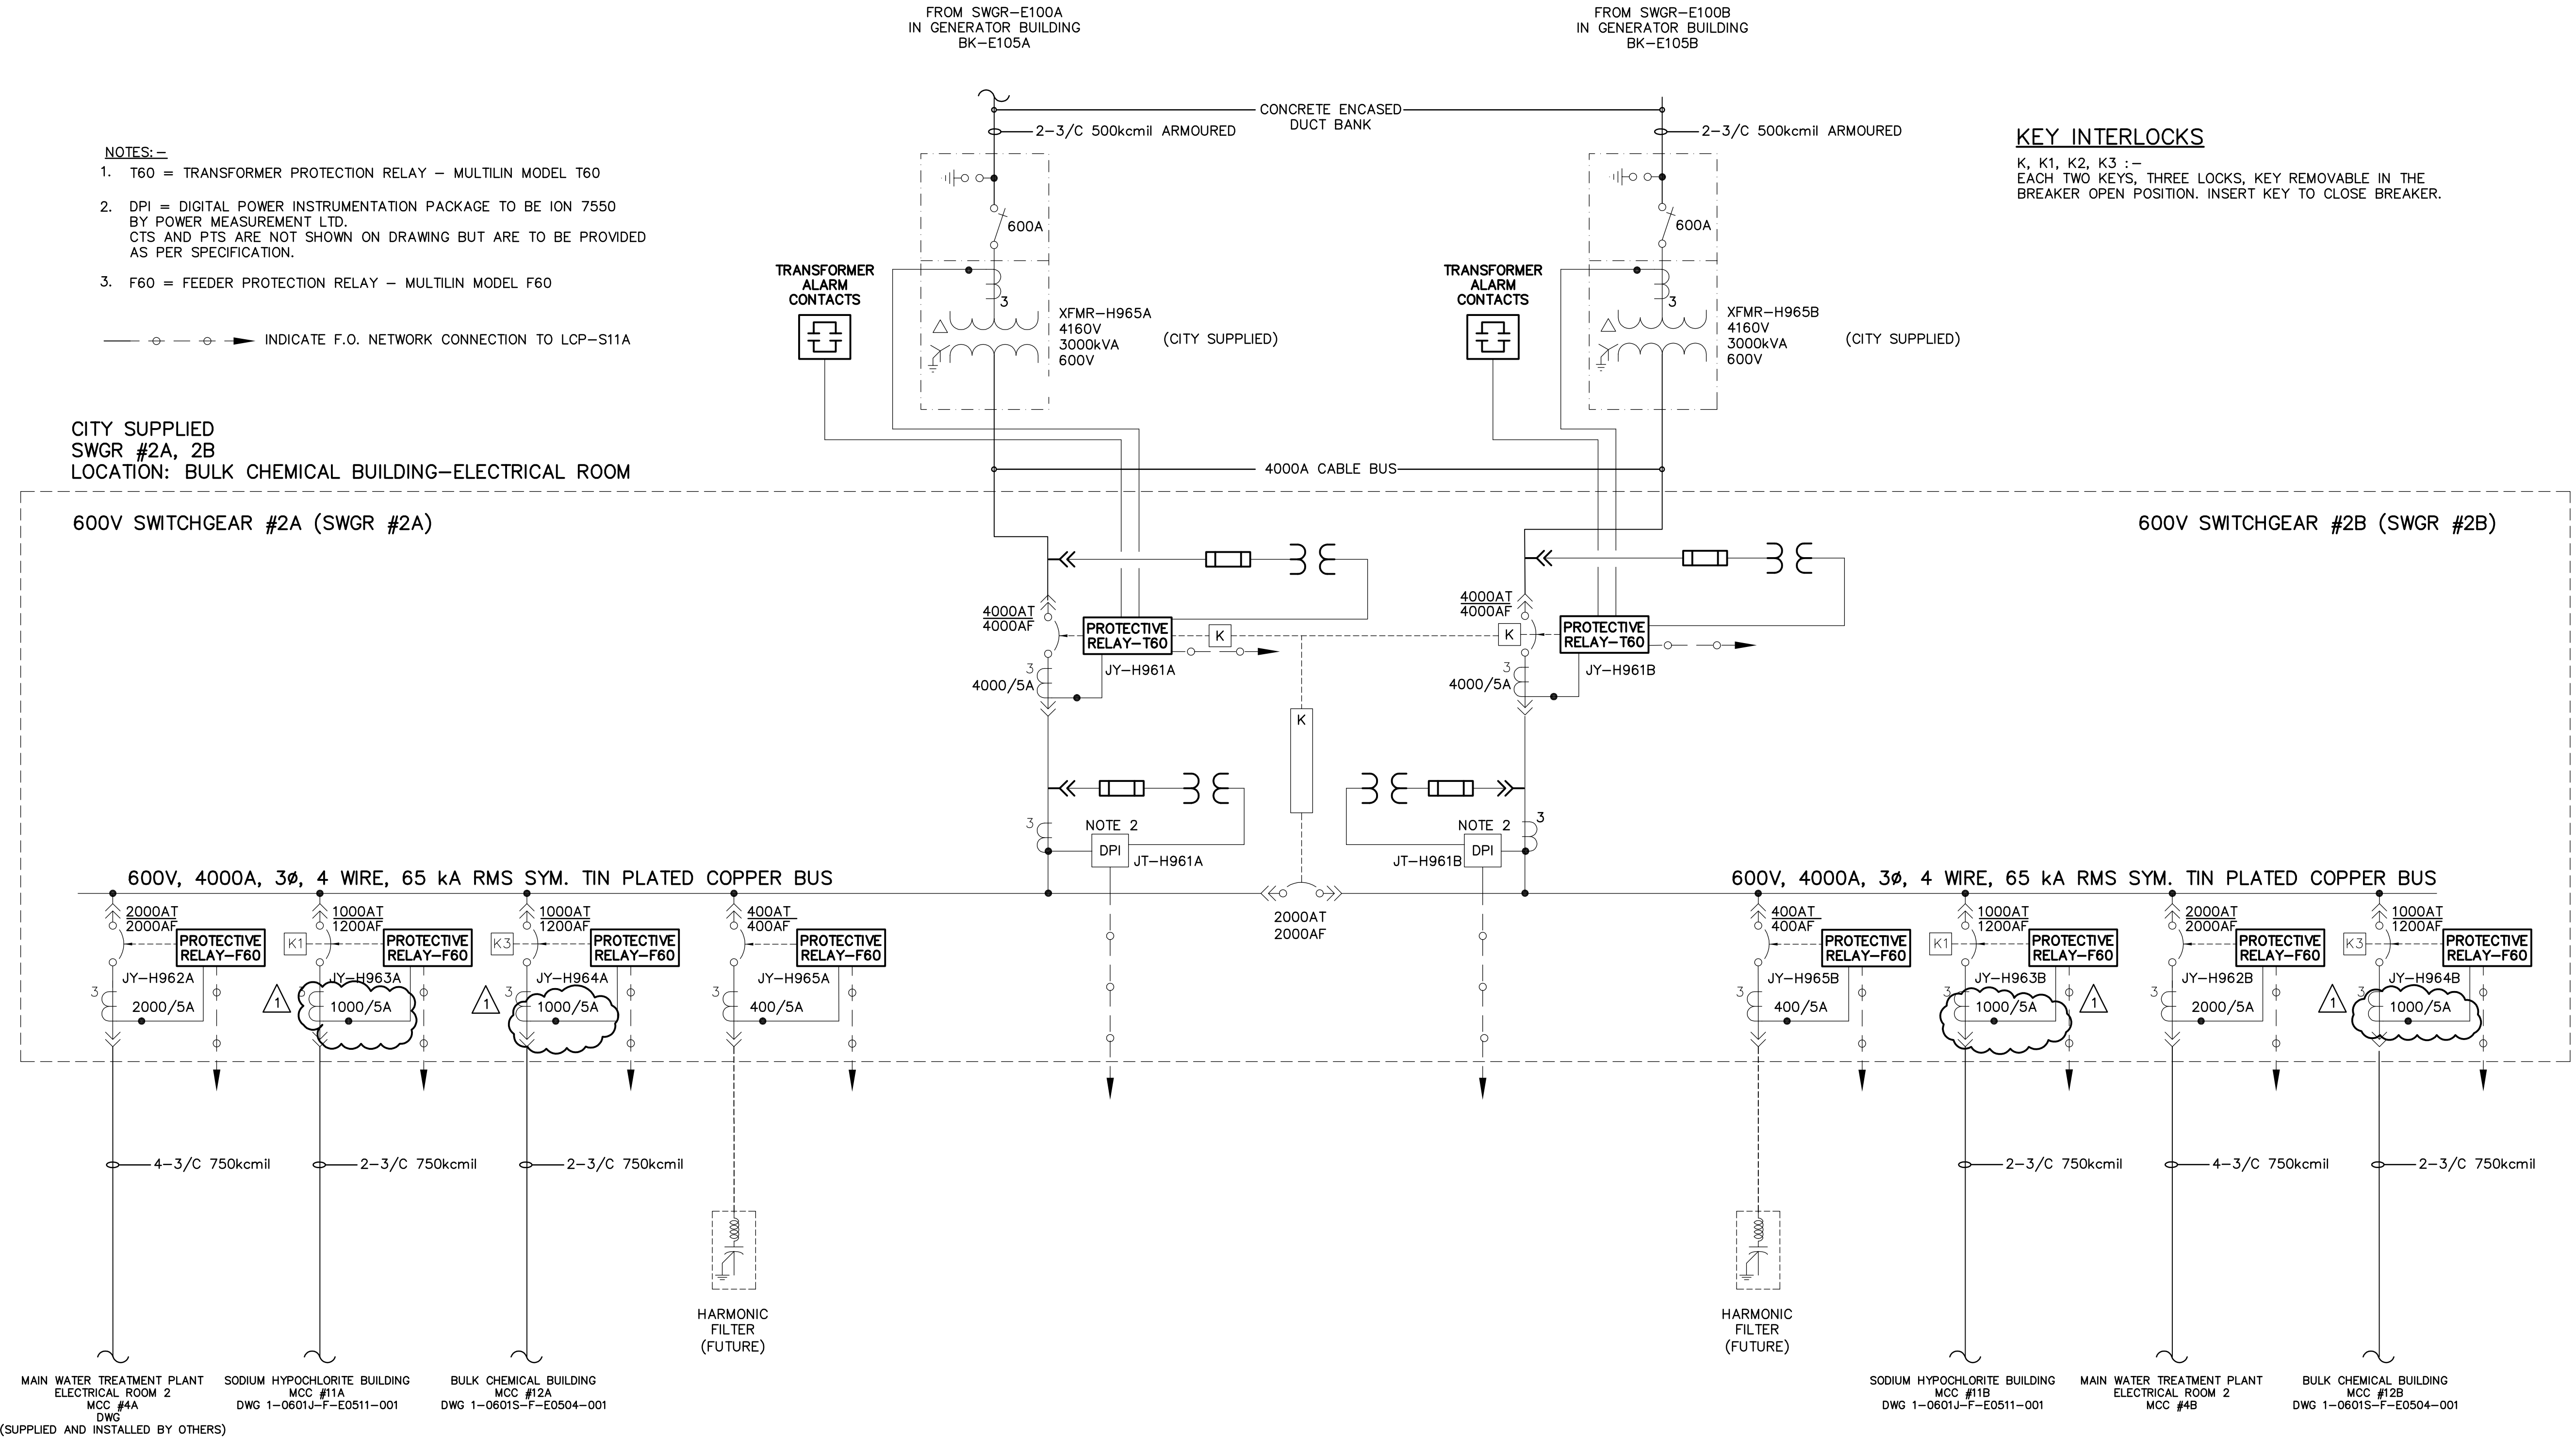 FROM SWGR-E100A
IN GENERATOR BUILDING
BK-E105A
FROM SWGR-E100B
IN GENERATOR BUILDING
BK-E105B
CONCRETE ENCASED
DUCT BANK
2-3/C 500kcmil ARMOURED
2-3/C 500kcmil ARMOURED
KEY INTERLOCKS
K, K1, K2, K3 :-
EACH TWO KEYS, THREE LOCKS, KEY REMOVABLE IN THE
BREAKER OPEN POSITION. INSERT KEY TO CLOSE BREAKER.
NOTES:-
1. T60 = TRANSFORMER PROTECTION RELAY - MULTILIN MODEL T60
2. DPI = DIGITAL POWER INSTRUMENTATION PACKAGE TO BE ION 7550
BY POWER MEASUREMENT LTD.
CTS AND PTS ARE NOT SHOWN ON DRAWING BUT ARE TO BE PROVIDED
AS PER SPECIFICATION.
3. F60 = FEEDER PROTECTION RELAY - MULTILIN MODEL F60
INDICATE F.O. NETWORK CONNECTION TO LCP-S11A
600A
600A
TRANSFORMER
ALARM
CONTACTS
3
XFMR-H965A
4160V
3000kVA
600V
(CITY SUPPLIED)
TRANSFORMER
ALARM
CONTACTS
3
XFMR-H965B
4160V
3000kVA
600V
(CITY SUPPLIED)
CITY SUPPLIED
SWGR #2A, 2B
LOCATION: BULK CHEMICAL BUILDING-ELECTRICAL ROOM
4000A CABLE BUS
600V SWITCHGEAR #2A (SWGR #2A)
600V SWITCHGEAR #2B (SWGR #2B)
4000AT
4000AF
PROTECTIVE
RELAY-T60
K
JY-H961A
3
4000/5A
4000AT
4000AF
K
PROTECTIVE
RELAY-T60
JY-H961B
3
4000/5A
K
3
NOTE 2
DPI
JT-H961A
NOTE 2
DPI
JT-H961B
3
600V, 4000A, 3ø, 4 WIRE, 65 kA RMS SYM. TIN PLATED COPPER BUS
600V, 4000A, 3ø, 4 WIRE, 65 kA RMS SYM. TIN PLATED COPPER BUS
2000AT
2000AF
2000AT
2000AF
PROTECTIVE
RELAY-F60
JY-H962A
3
2000/5A
1000AT
1200AF
K1
PROTECTIVE
RELAY-F60
JY-H963A
1
3
1000/5A
1000AT
1200AF
K3
PROTECTIVE
RELAY-F60
JY-H964A
1
3
1000/5A
400AT
400AF
PROTECTIVE
RELAY-F60
JY-H965A
3
400/5A
400AT
400AF
PROTECTIVE
RELAY-F60
JY-H965B
3
400/5A
1000AT
1200AF
K1
PROTECTIVE
RELAY-F60
JY-H963B
3
1000/5A
1
2000AT
2000AF
PROTECTIVE
RELAY-F60
JY-H962B
3
2000/5A
1000AT
1200AF
K3
PROTECTIVE
RELAY-F60
JY-H964B
1
3
1000/5A
4-3/C 750kcmil
2-3/C 750kcmil
2-3/C 750kcmil
2-3/C 750kcmil
4-3/C 750kcmil
2-3/C 750kcmil
HARMONIC
FILTER
(FUTURE)
HARMONIC
FILTER
(FUTURE)
MAIN WATER TREATMENT PLANT
ELECTRICAL ROOM 2
MCC #4A
DWG
(SUPPLIED AND INSTALLED BY OTHERS)
SODIUM HYPOCHLORITE BUILDING
MCC #11A
DWG 1-0601J-F-E0511-001
BULK CHEMICAL BUILDING
MCC #12A
DWG 1-0601S-F-E0504-001
SODIUM HYPOCHLORITE BUILDING
MCC #11B
DWG 1-0601J-F-E0511-001
MAIN WATER TREATMENT PLANT
ELECTRICAL ROOM 2
MCC #4B
BULK CHEMICAL BUILDING
MCC #12B
DWG 1-0601S-F-E0504-001